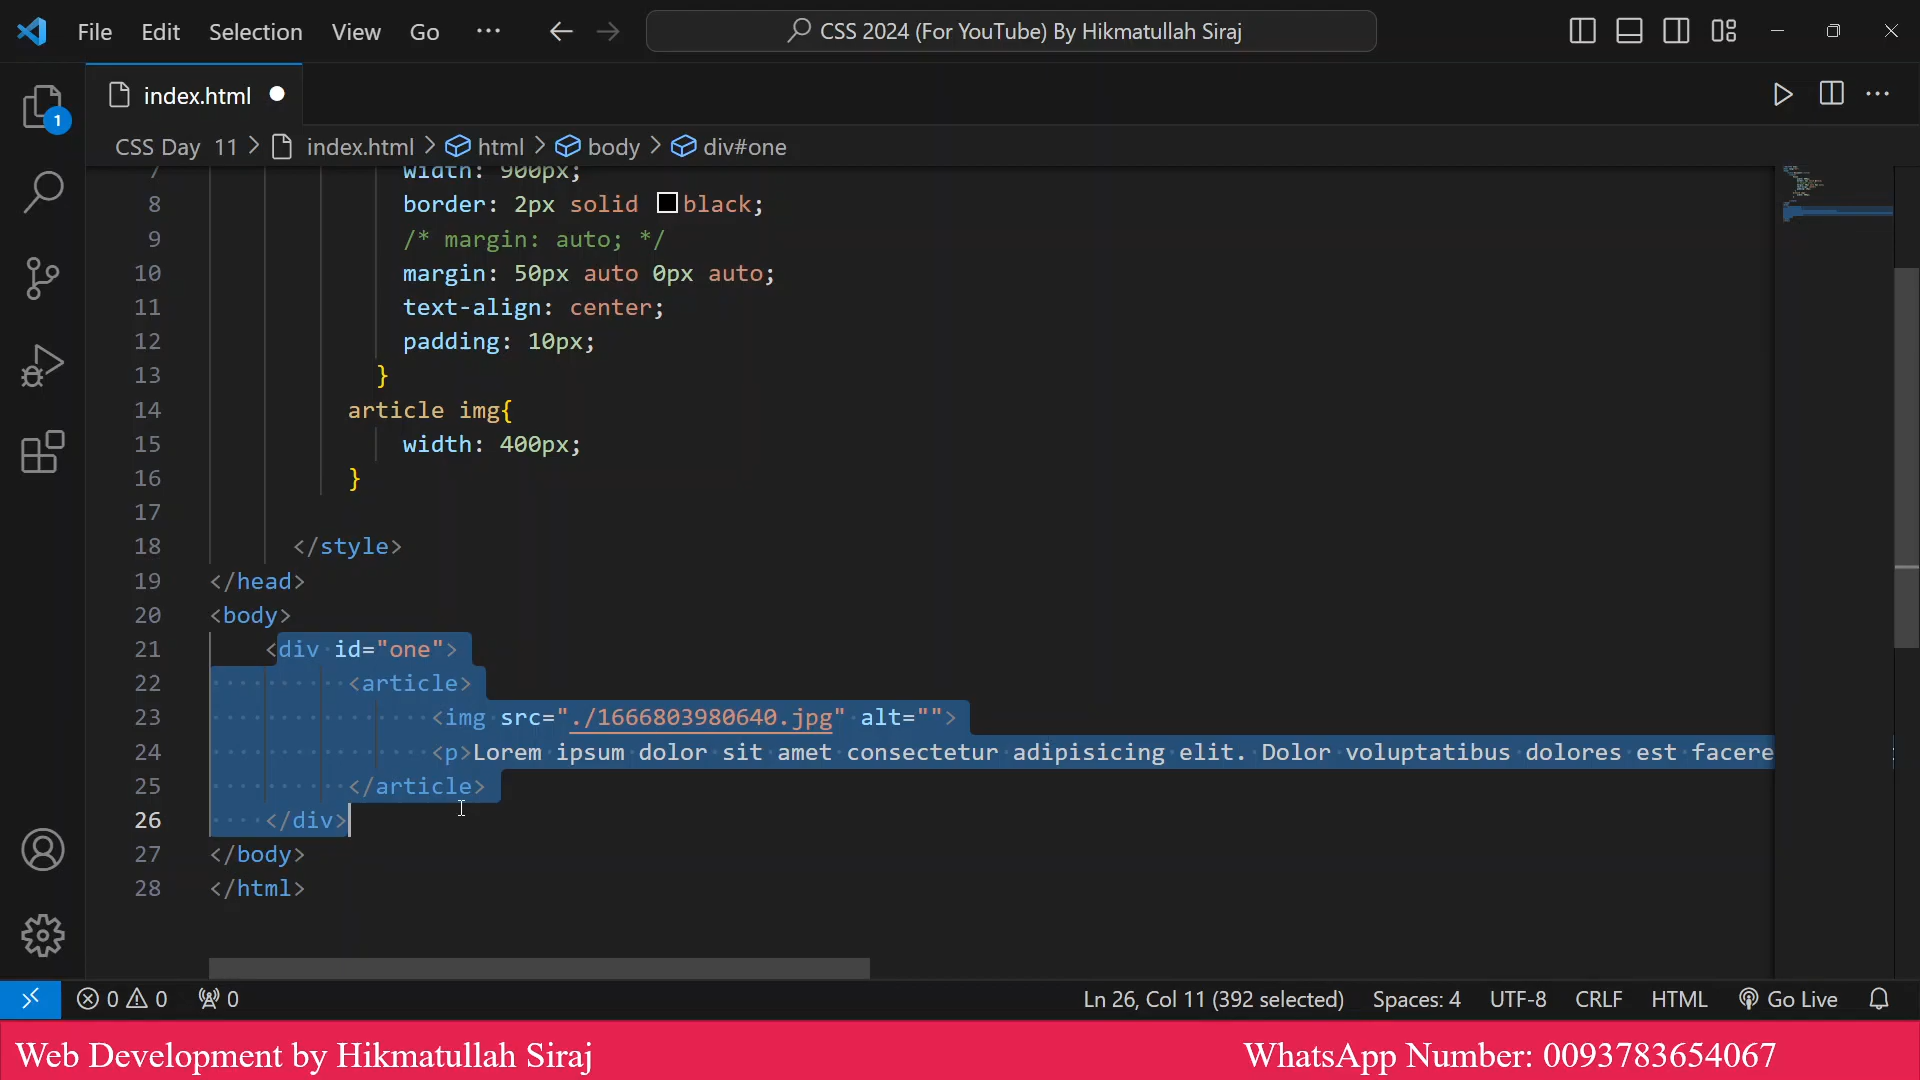 File Edit Selection View Go ··· CSS 2024 (For YouTube) By Hikmatullah Siraj
1
index.html
CSS Day 11 > index.html > html > body > div#one
7 width: 900px;
8 border: 2px solid black;
9 /* margin: auto; */
10 margin: 50px auto 0px auto;
11 text-align: center;
12 padding: 10px;
13 }
14 article img{
15 width: 400px;
16 }
17
18 </style>
19 </head>
20 <body>
21 <div id="one">
22 <article>
23 <img src="./1666803980640.jpg" alt="">
24 <p>Lorem ipsum dolor sit amet consectetur adipisicing elit. Dolor voluptatibus dolores est facere
25 </article>
26 </div>
27 </body>
28 </html>
0 0 0 Ln 26, Col 11 (392 selected) Spaces: 4 UTF-8 CRLF HTML Go Live
Web Development by Hikmatullah Siraj WhatsApp Number: 0093783654067